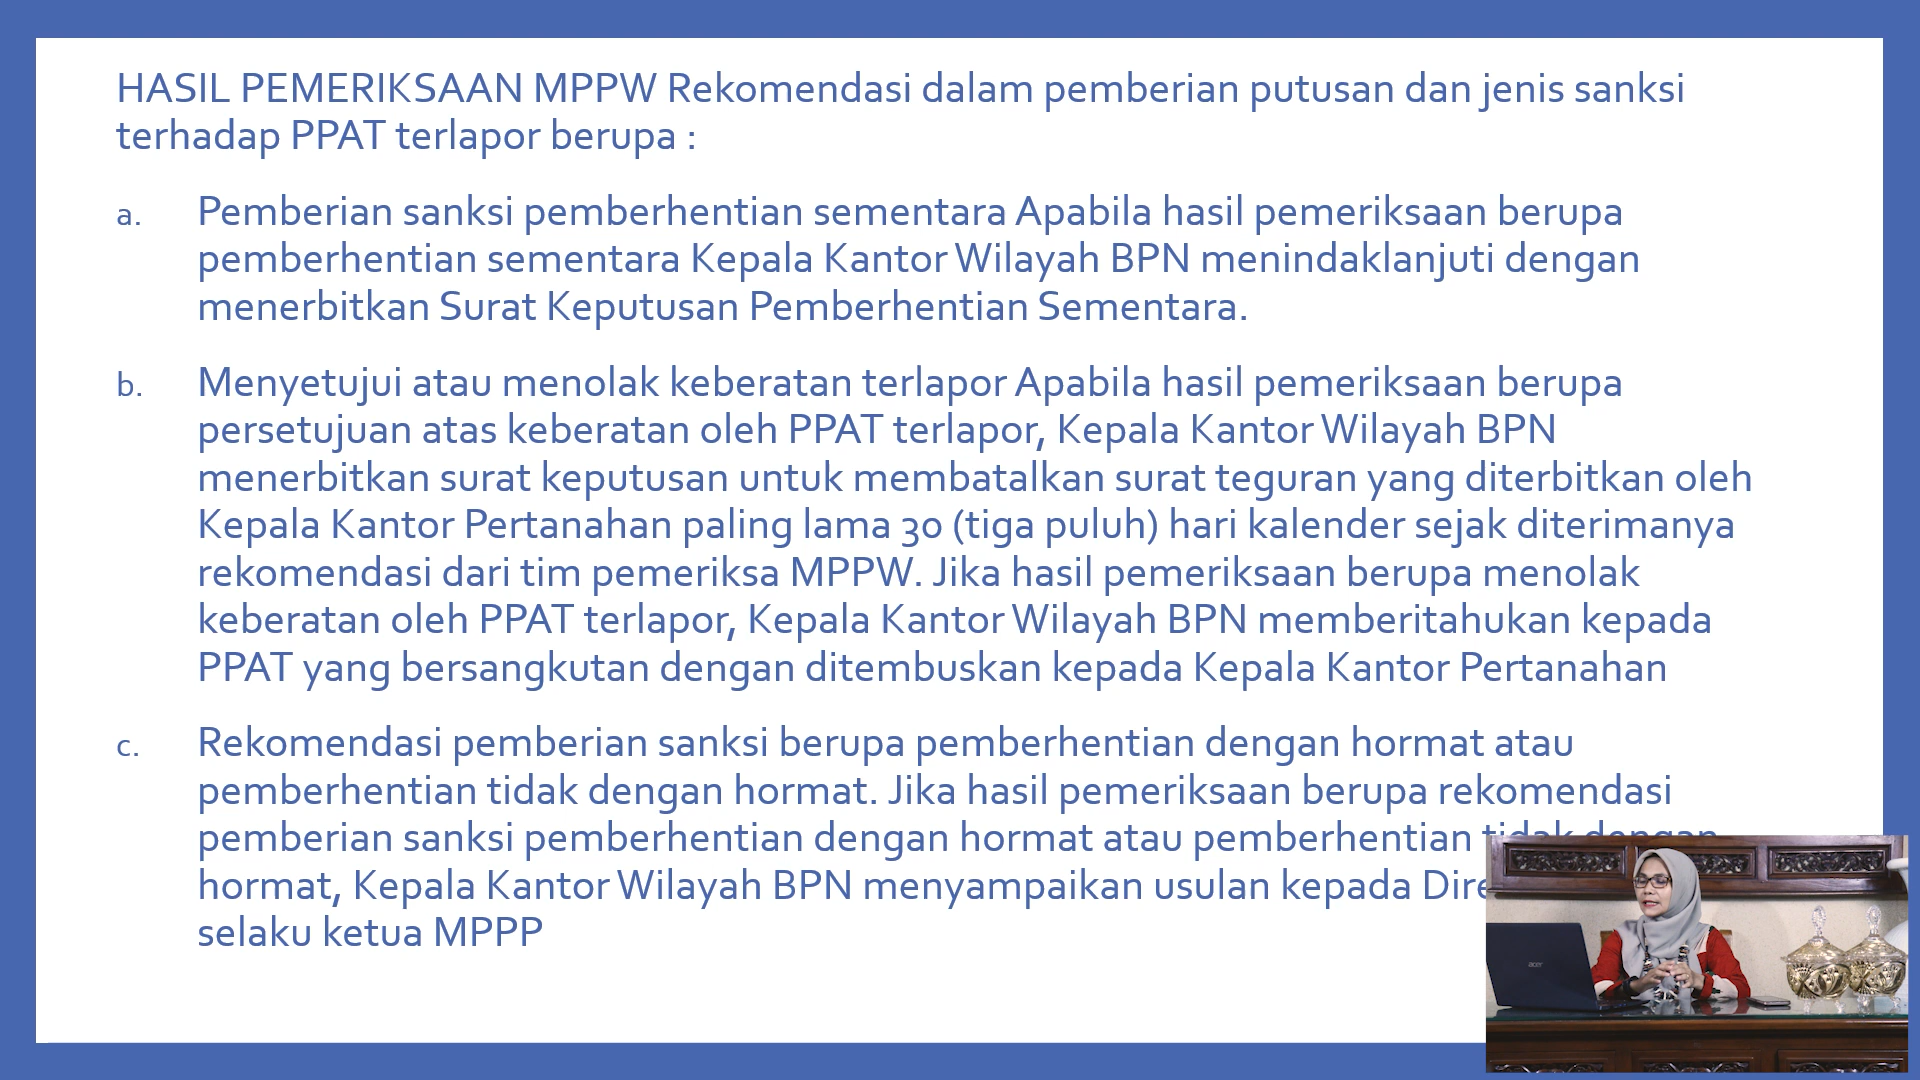 HASIL PEMERIKSAAN MPPW Rekomendasi dalam pemberian putusan dan jenis sanksi
terhadap PPAT terlapor berupa :
a. Pemberian sanksi pemberhentian sementara Apabila hasil pemeriksaan berupa
pemberhentian sementara Kepala Kantor Wilayah BPN menindaklanjuti dengan
menerbitkan Surat Keputusan Pemberhentian Sementara.
b. Menyetujui atau menolak keberatan terlapor Apabila hasil pemeriksaan berupa
persetujuan atas keberatan oleh PPAT terlapor, Kepala Kantor Wilayah BPN
menerbitkan surat keputusan untuk membatalkan surat teguran yang diterbitkan oleh
Kepala Kantor Pertanahan paling lama 30 (tiga puluh) hari kalender sejak diterimanya
rekomendasi dari tim pemeriksa MPPW. Jika hasil pemeriksaan berupa menolak
keberatan oleh PPAT terlapor, Kepala Kantor Wilayah BPN memberitahukan kepada
PPAT yang bersangkutan dengan ditembuskan kepada Kepala Kantor Pertanahan
c. Rekomendasi pemberian sanksi berupa pemberhentian dengan hormat atau
pemberhentian tidak dengan hormat. Jika hasil pemeriksaan berupa rekomendasi
pemberian sanksi pemberhentian dengan hormat atau pemberhentian tidak dengan
hormat, Kepala Kantor Wilayah BPN menyampaikan usulan kepada
selaku ketua MPPP
acer